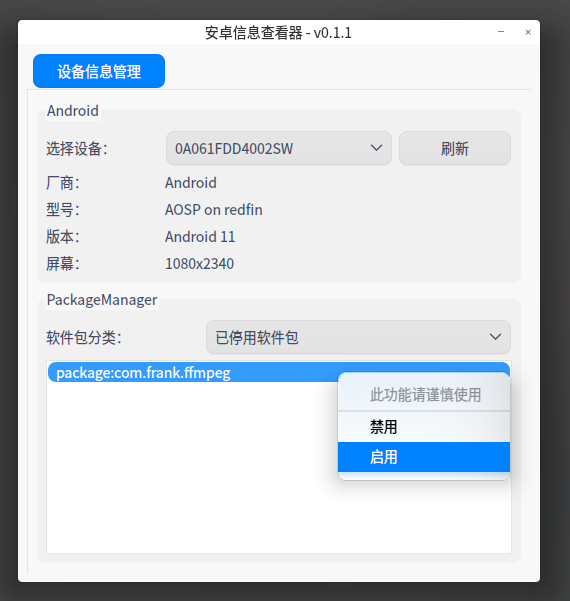 安卓信息查看器 - v0.1.1
设备信息管理
Android
选择设备： 0A061FDD4002SW 刷新
厂商： Android
型号： AOSP on redfin
版本： Android 11
屏幕： 1080x2340
PackageManager
软件包分类： 已停用软件包
package:com.frank.ffmpeg
此功能请谨慎使用
禁用
启用